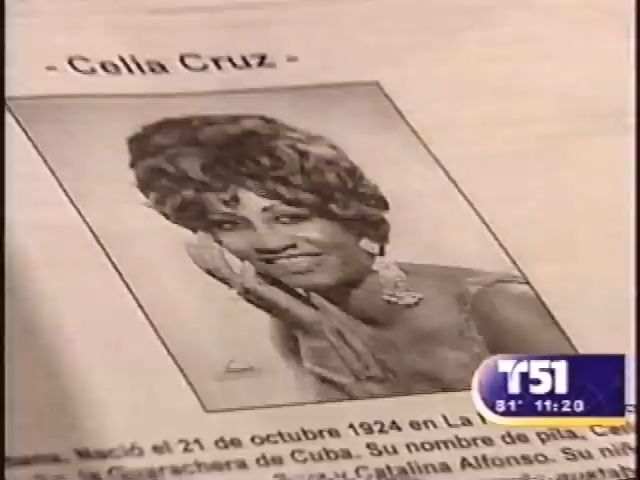 - Celia Cruz -
Nació el 21 de octubre 1924 en La
la Guarachera de Cuba. Su nombre de pila,
y Catalina Alfonso. Su
T51
81° 11:20